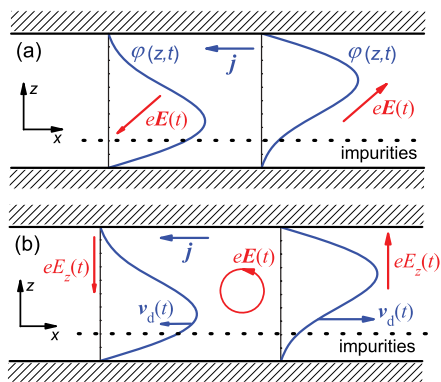 (a)
φ(z,t)
j
φ(z,t)
z
eE(t)
eE(t)
x
impurities
(b)
eE_z(t)
j
eE(t)
eE_z(t)
z
v_d(t)
v_d(t)
x
impurities